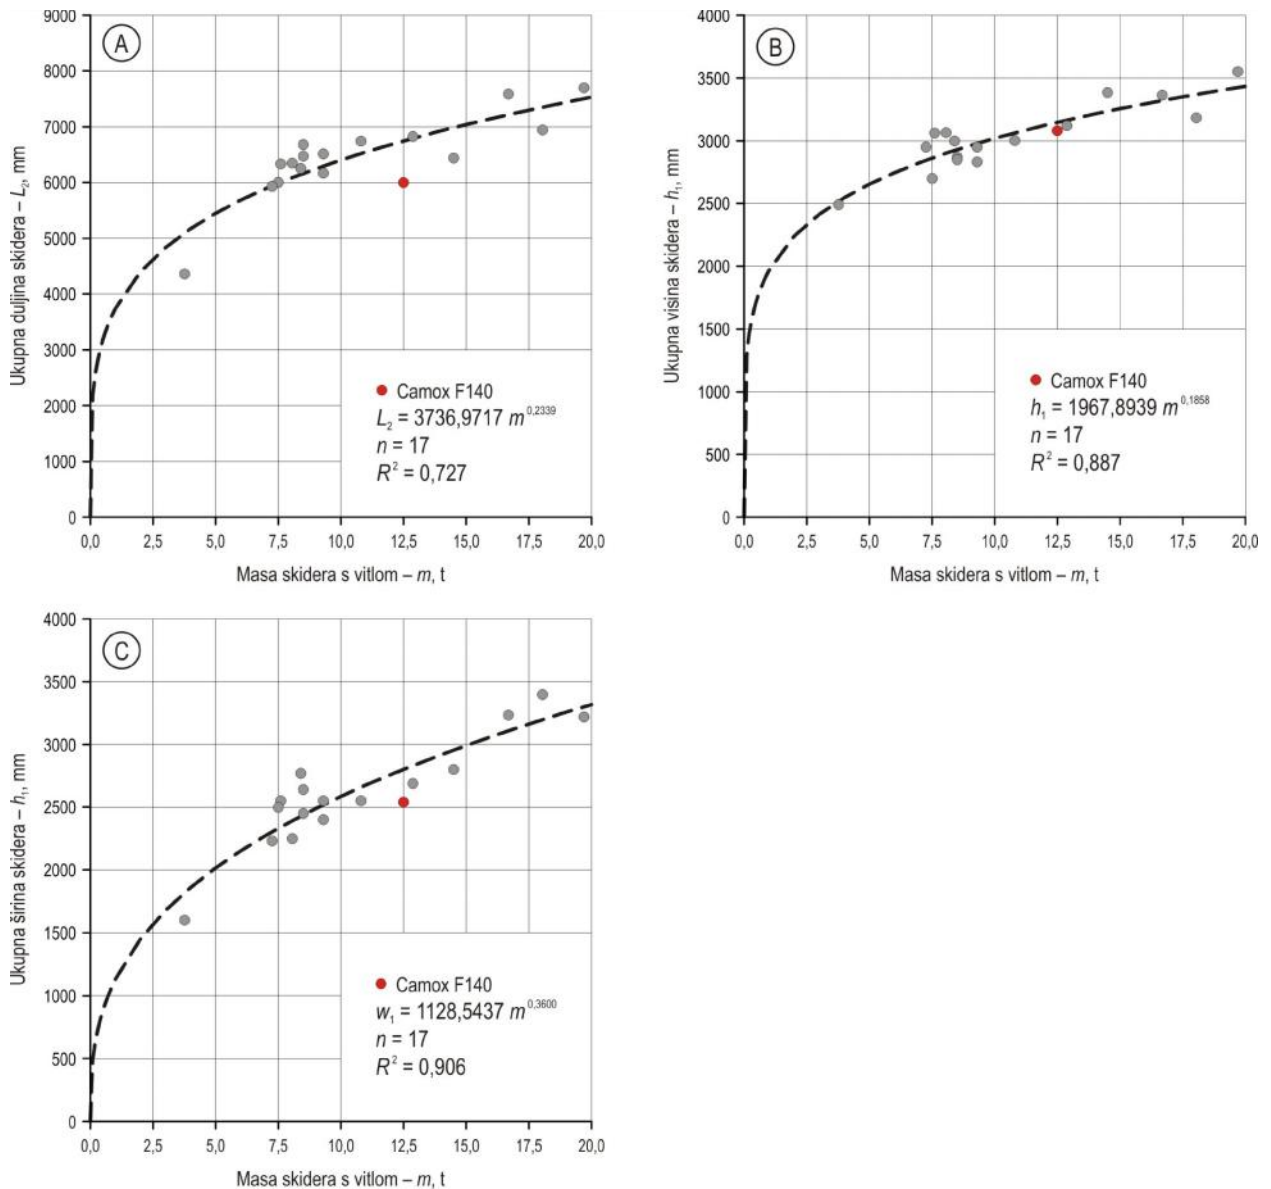 A
Ukupna duljina skidera – L₂, mm
9000
8000
7000
6000
5000
4000
3000
2000
1000
0
Camox F140
L₂ = 3736,9717 m^0,2339
n = 17
R² = 0,727
0,0 2,5 5,0 7,5 10,0 12,5 15,0 17,5 20,0
Masa skidera s vitlom – m, t
B
Ukupna visina skidera – h₁, mm
4000
3500
3000
2500
2000
1500
1000
500
0
Camox F140
h₁ = 1967,8939 m^0,1858
n = 17
R² = 0,887
0,0 2,5 5,0 7,5 10,0 12,5 15,0 17,5 20,0
Masa skidera s vitlom – m, t
C
Ukupna širina skidera – h₁, mm
4000
3500
3000
2500
2000
1500
1000
500
0
Camox F140
w₁ = 1128,5437 m^0,3600
n = 17
R² = 0,906
0,0 2,5 5,0 7,5 10,0 12,5 15,0 17,5 20,0
Masa skidera s vitlom – m, t